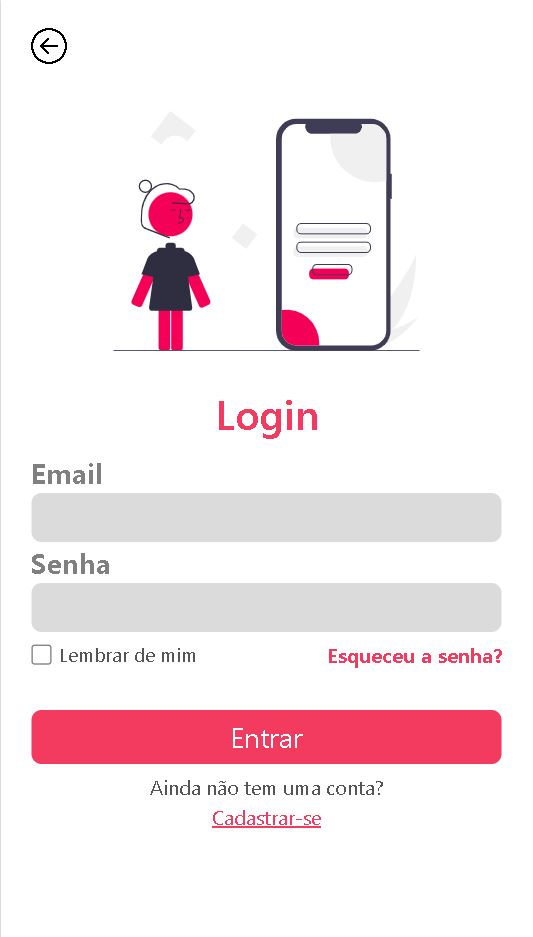 Login
Email
Senha
Lembrar de mim
Esqueceu a senha?
Entrar
Ainda não tem uma conta?
Cadastrar-se